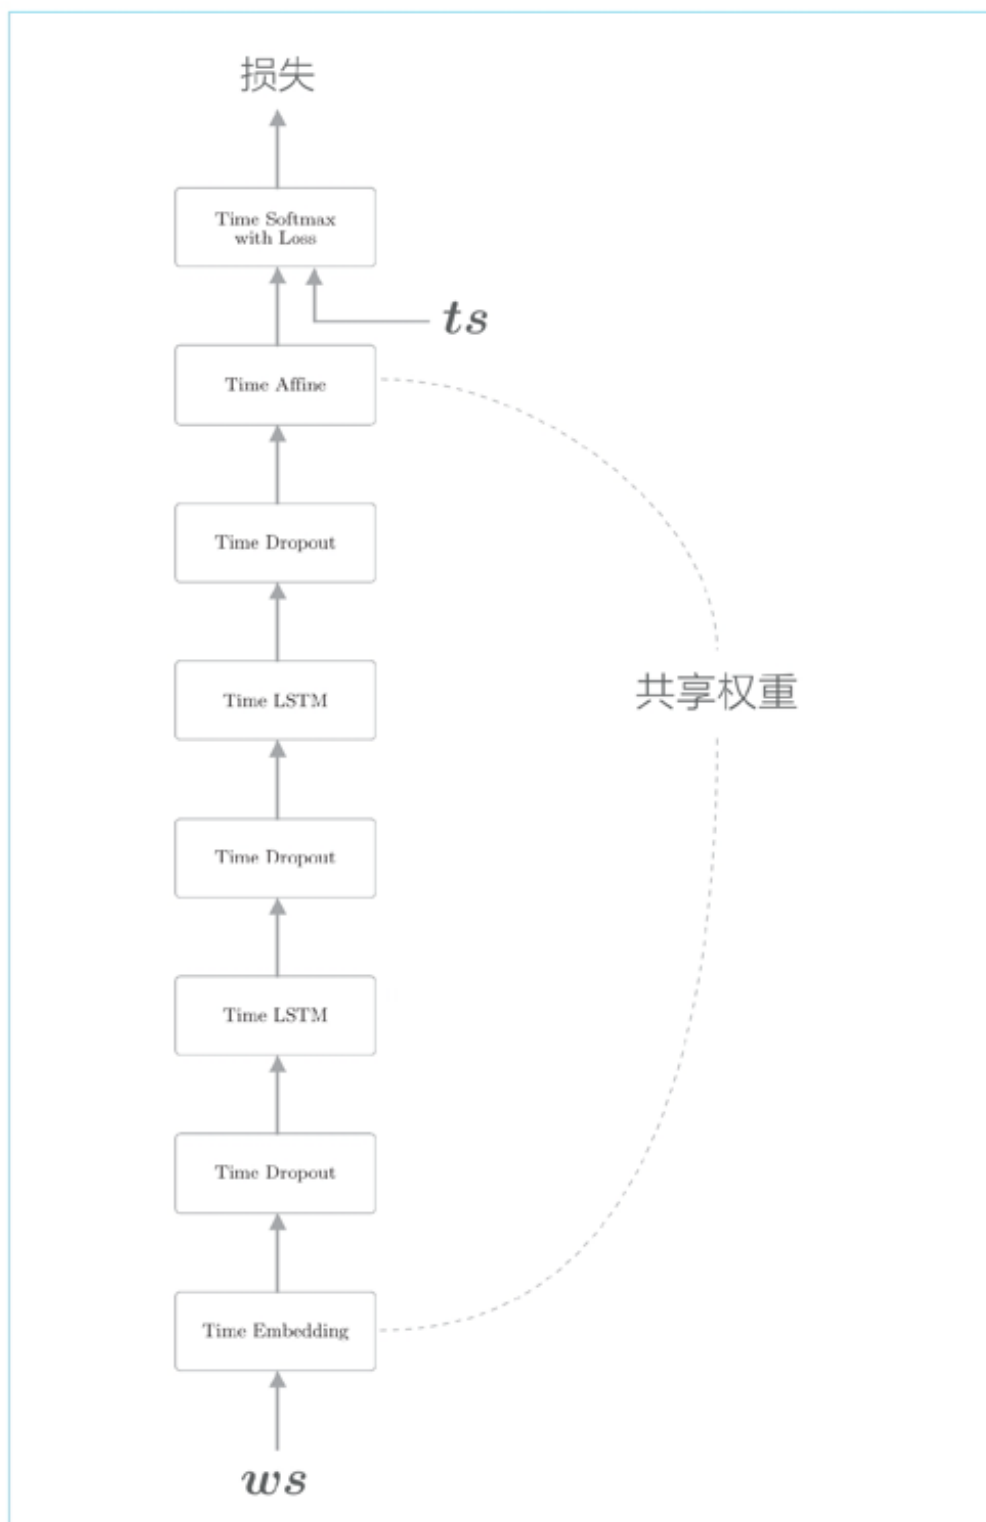 损失
Time Softmax
with Loss
ts
Time Affine
Time Dropout
Time LSTM
共享权重
Time Dropout
Time LSTM
Time Dropout
Time Embedding
ws